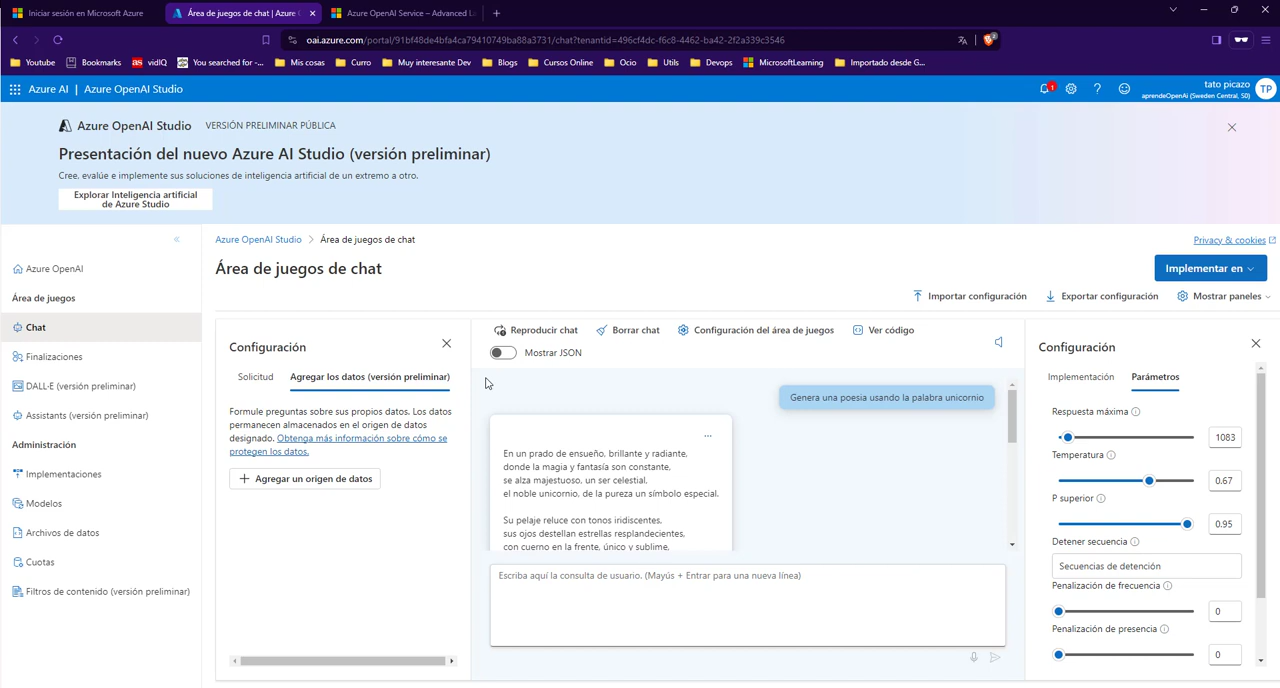 Iniciar sesión en Microsoft Azure
Área de juegos de chat | Azure
Azure OpenAI Service – Advanced La
oai.azure.com/portal/91bf48de4bfa4ca79410749ba88a3731/chat?tenantid=496cf4dc-f6c8-4462-ba42-2f2a339c3546
Youtube
Bookmarks
as vidIQ
You searched for -...
Mis cosas
Curro
Muy interesante Dev
Blogs
Cursos Online
Ocio
Utils
Devops
MicrosoftLearning
Importado desde G...
Azure AI | Azure OpenAI Studio
1
tato picazo
aprendeOpenAi (Sweden Central, S0)
TP
Azure OpenAI Studio VERSIÓN PRELIMINAR PÚBLICA
Presentación del nuevo Azure AI Studio (versión preliminar)
Cree, evalúe e implemente sus soluciones de inteligencia artificial de un extremo a otro.
Explorar Inteligencia artificial
de Azure Studio
Azure OpenAI
Área de juegos
Chat
Finalizaciones
DALL·E (versión preliminar)
Assistants (versión preliminar)
Administración
Implementaciones
Modelos
Archivos de datos
Cuotas
Filtros de contenido (versión preliminar)
Azure OpenAI Studio > Área de juegos de chat
Privacy & cookies
Área de juegos de chat
Implementar en
Importar configuración
Exportar configuración
Mostrar paneles
Configuración
Solicitud
Agregar los datos (versión preliminar)
Formule preguntas sobre sus propios datos. Los datos
permanecen almacenados en el origen de datos
designado. Obtenga más información sobre cómo se
protegen los datos.
+ Agregar un origen de datos
Reproducir chat
Borrar chat
Configuración del área de juegos
Ver código
Mostrar JSON
Genera una poesia usando la palabra unicornio
...
En un prado de ensueño, brillante y radiante,
donde la magia y fantasía son constante,
se alza majestuoso, un ser celestial.
el noble unicornio, de la pureza un símbolo especial.
Su pelaje reluce con tonos iridiscentes,
sus ojos destellan estrellas resplandecientes,
con cuerno en la frente, único y sublime,
Escriba aquí la consulta de usuario. (Mayús + Entrar para una nueva línea)
Configuración
Implementación
Parámetros
Respuesta máxima
1083
Temperatura
0.67
P superior
0.95
Detener secuencia
Secuencias de detención
Penalización de frecuencia
0
Penalización de presencia
0